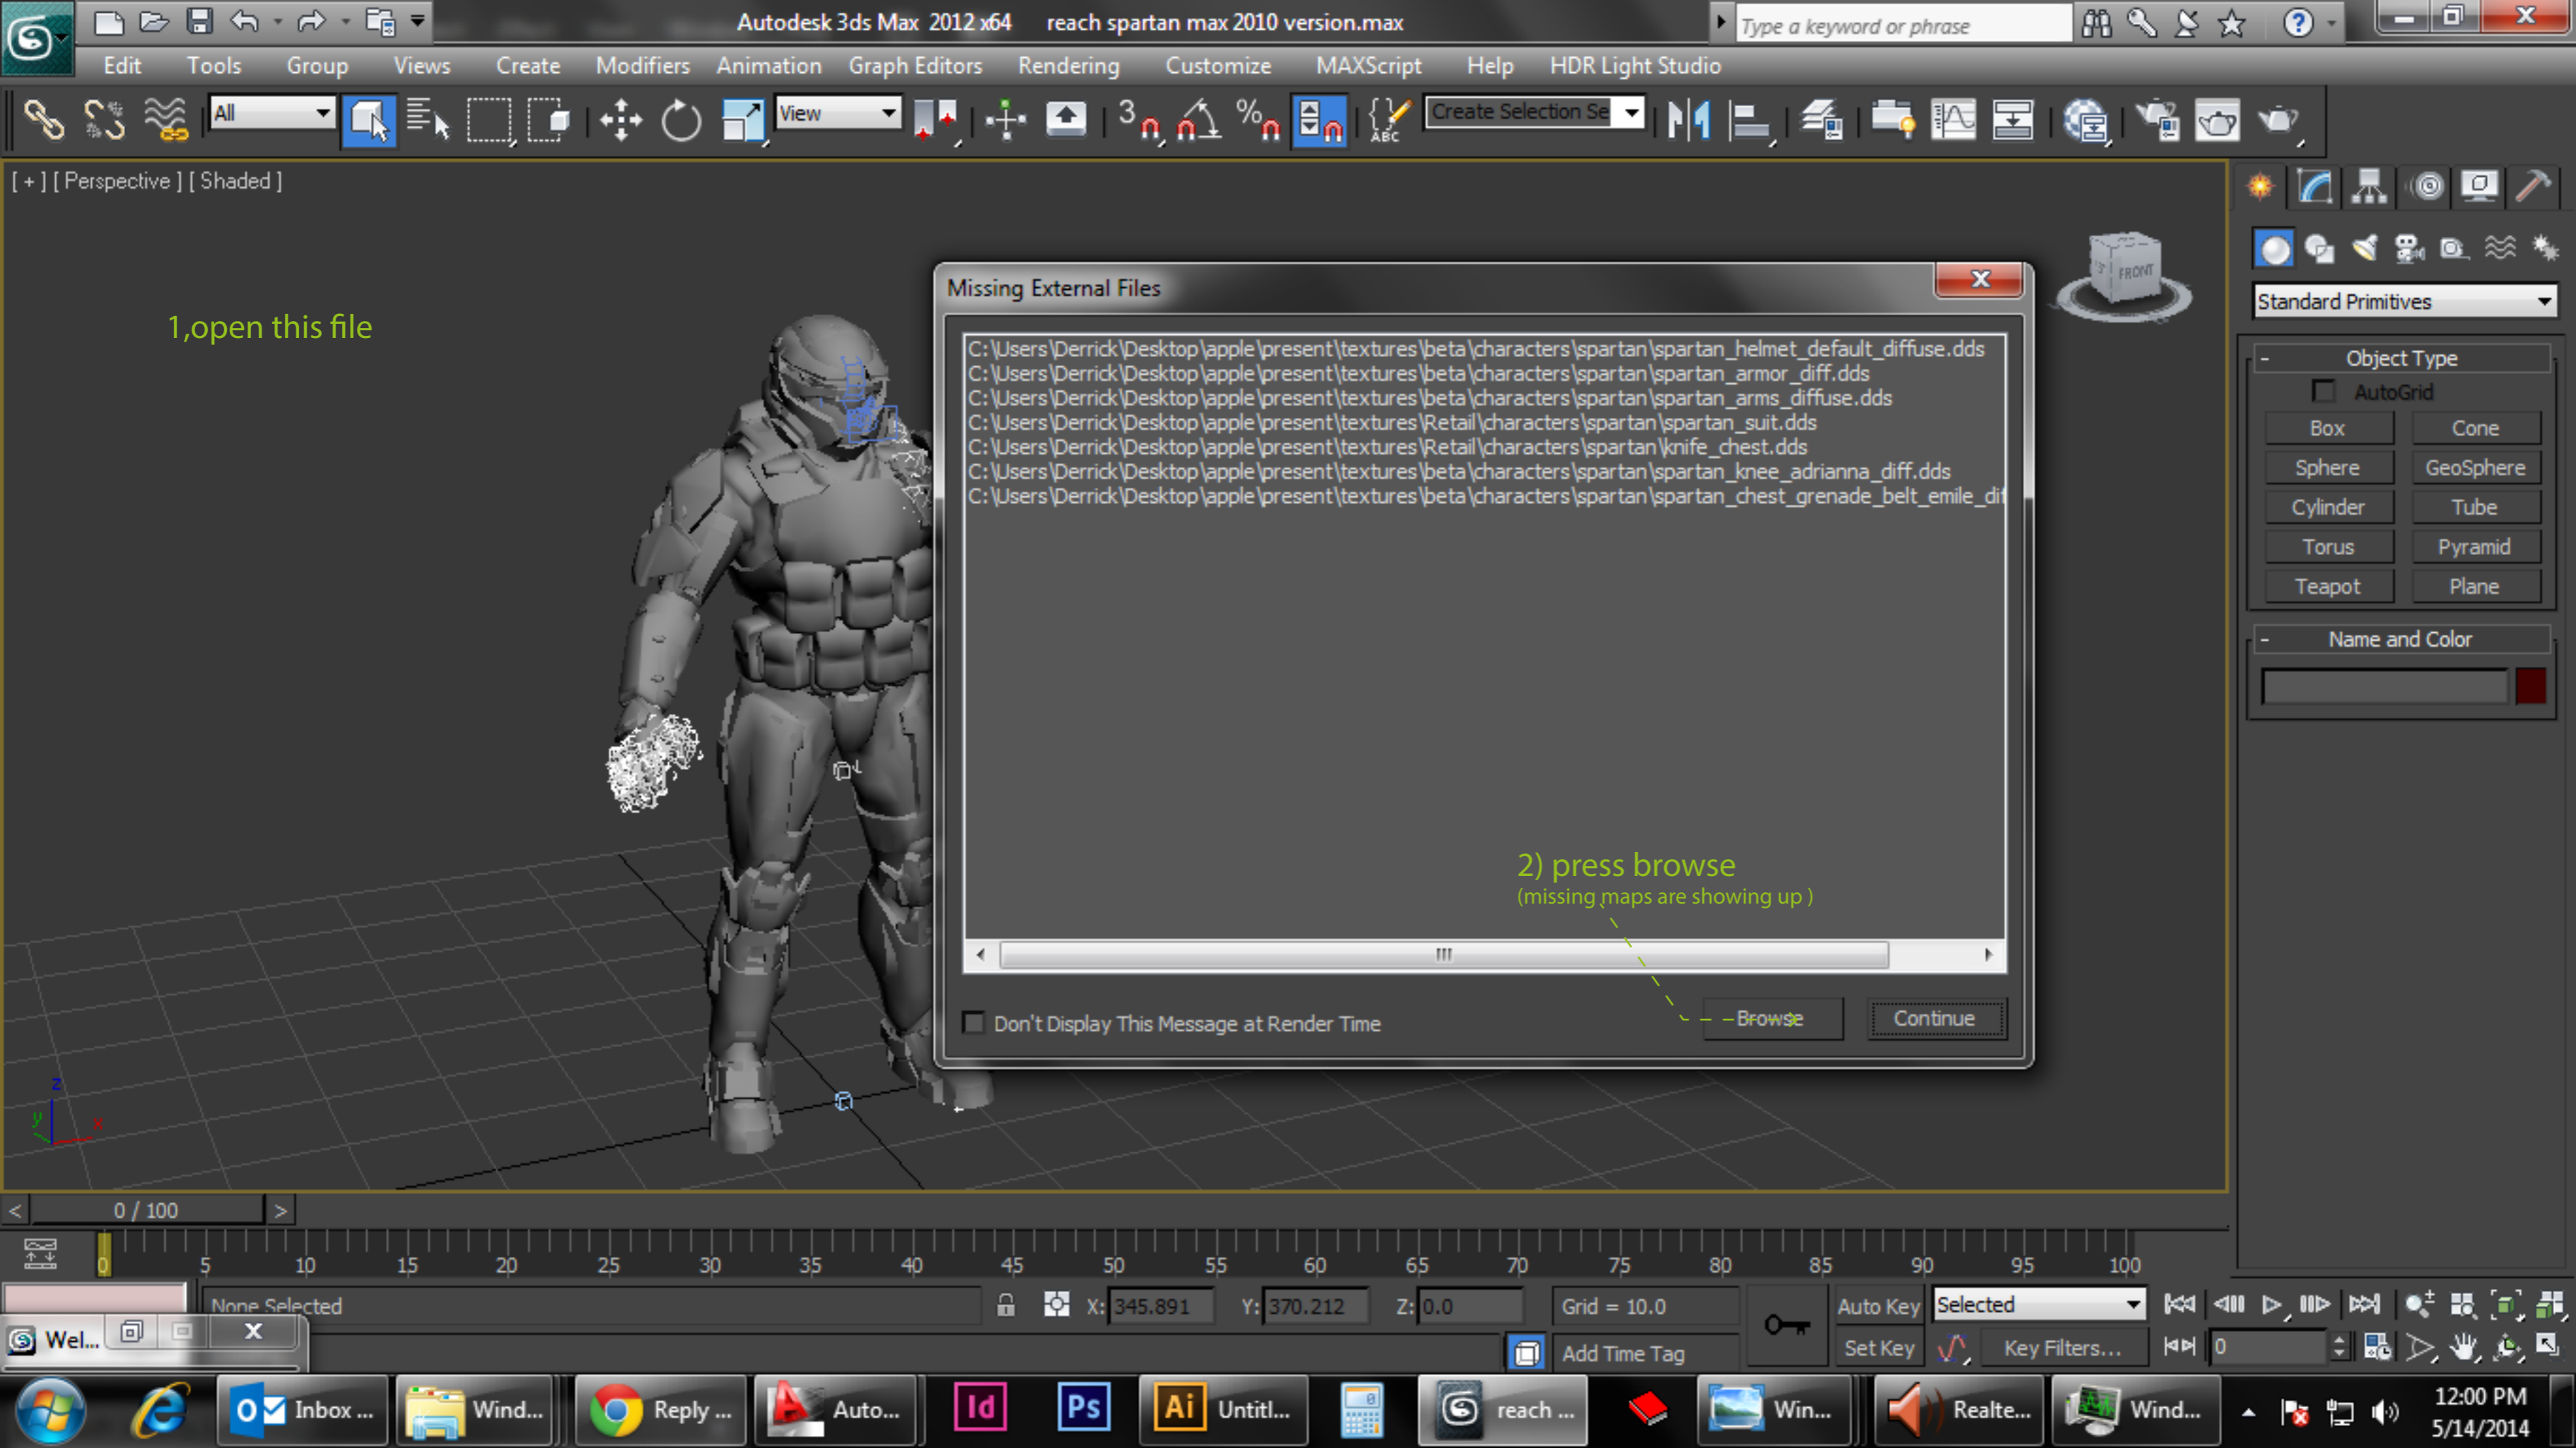 Autodesk 3ds Max 2012 x64 reach spartan max 2010 version.max
Type a keyword or phrase
Edit Tools Group Views Create Modifiers Animation Graph Editors Rendering Customize MAXScript Help HDR Light Studio
All View 3 % ABC Create Selection Se
[ + ] [ Perspective ] [ Shaded ]
1,open this file
FRONT
Missing External Files
C:\Users\Derrick\Desktop\apple\present\textures\beta\characters\spartan\spartan_helmet_default_diffuse.dds
C:\Users\Derrick\Desktop\apple\present\textures\beta\characters\spartan\spartan_armor_diff.dds
C:\Users\Derrick\Desktop\apple\present\textures\beta\characters\spartan\spartan_arms_diffuse.dds
C:\Users\Derrick\Desktop\apple\present\textures\Retail\characters\spartan\spartan_suit.dds
C:\Users\Derrick\Desktop\apple\present\textures\Retail\characters\spartan\knife_chest.dds
C:\Users\Derrick\Desktop\apple\present\textures\beta\characters\spartan\spartan_knee_adrianna_diff.dds
C:\Users\Derrick\Desktop\apple\present\textures\beta\characters\spartan\spartan_chest_grenade_belt_emile_dif
2) press browse
(missing maps are showing up )
Don't Display This Message at Render Time
Browse Continue
Standard Primitives
- Object Type
AutoGrid
Box Cone
Sphere GeoSphere
Cylinder Tube
Torus Pyramid
Teapot Plane
- Name and Color
z
y x
< 0 / 100 >
0 5 10 15 20 25 30 35 40 45 50 55 60 65 70 75 80 85 90 95 100
None Selected X: 345.891 Y: 370.212 Z: 0.0 Grid = 10.0 Auto Key Selected
Wel... Add Time Tag Set Key Key Filters... 0
Inbox ... Wind... Reply ... Auto... Id Ps Ai Untitl... reach ... Win... Realte... Wind...
12:00 PM
5/14/2014